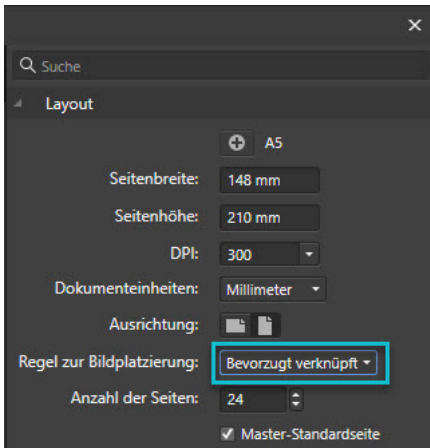 Suche
Layout
A5
Seitenbreite: 148 mm
Seitenhöhe: 210 mm
DPI: 300
Dokumenteinheiten: Millimeter
Ausrichtung:
Regel zur Bildplatzierung: Bevorzugt verknüpft
Anzahl der Seiten: 24
Master-Standardseite